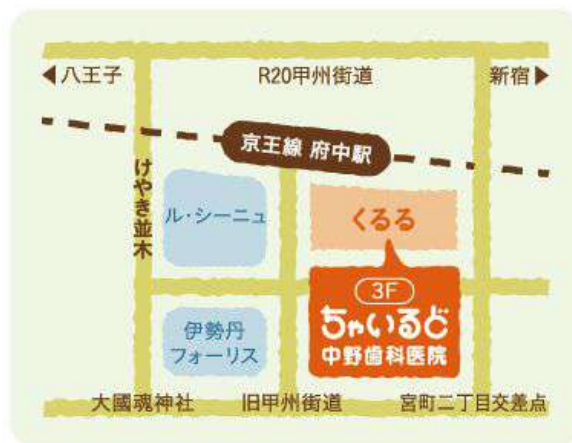 ◀八王子
R20甲州街道
新宿▶
京王線 府中駅
けやき並木
ル・シーニュ
くるる
3F
ちゃいるど
中野歯科医院
伊勢丹
フォーリス
大國魂神社
旧甲州街道
宮町二丁目交差点